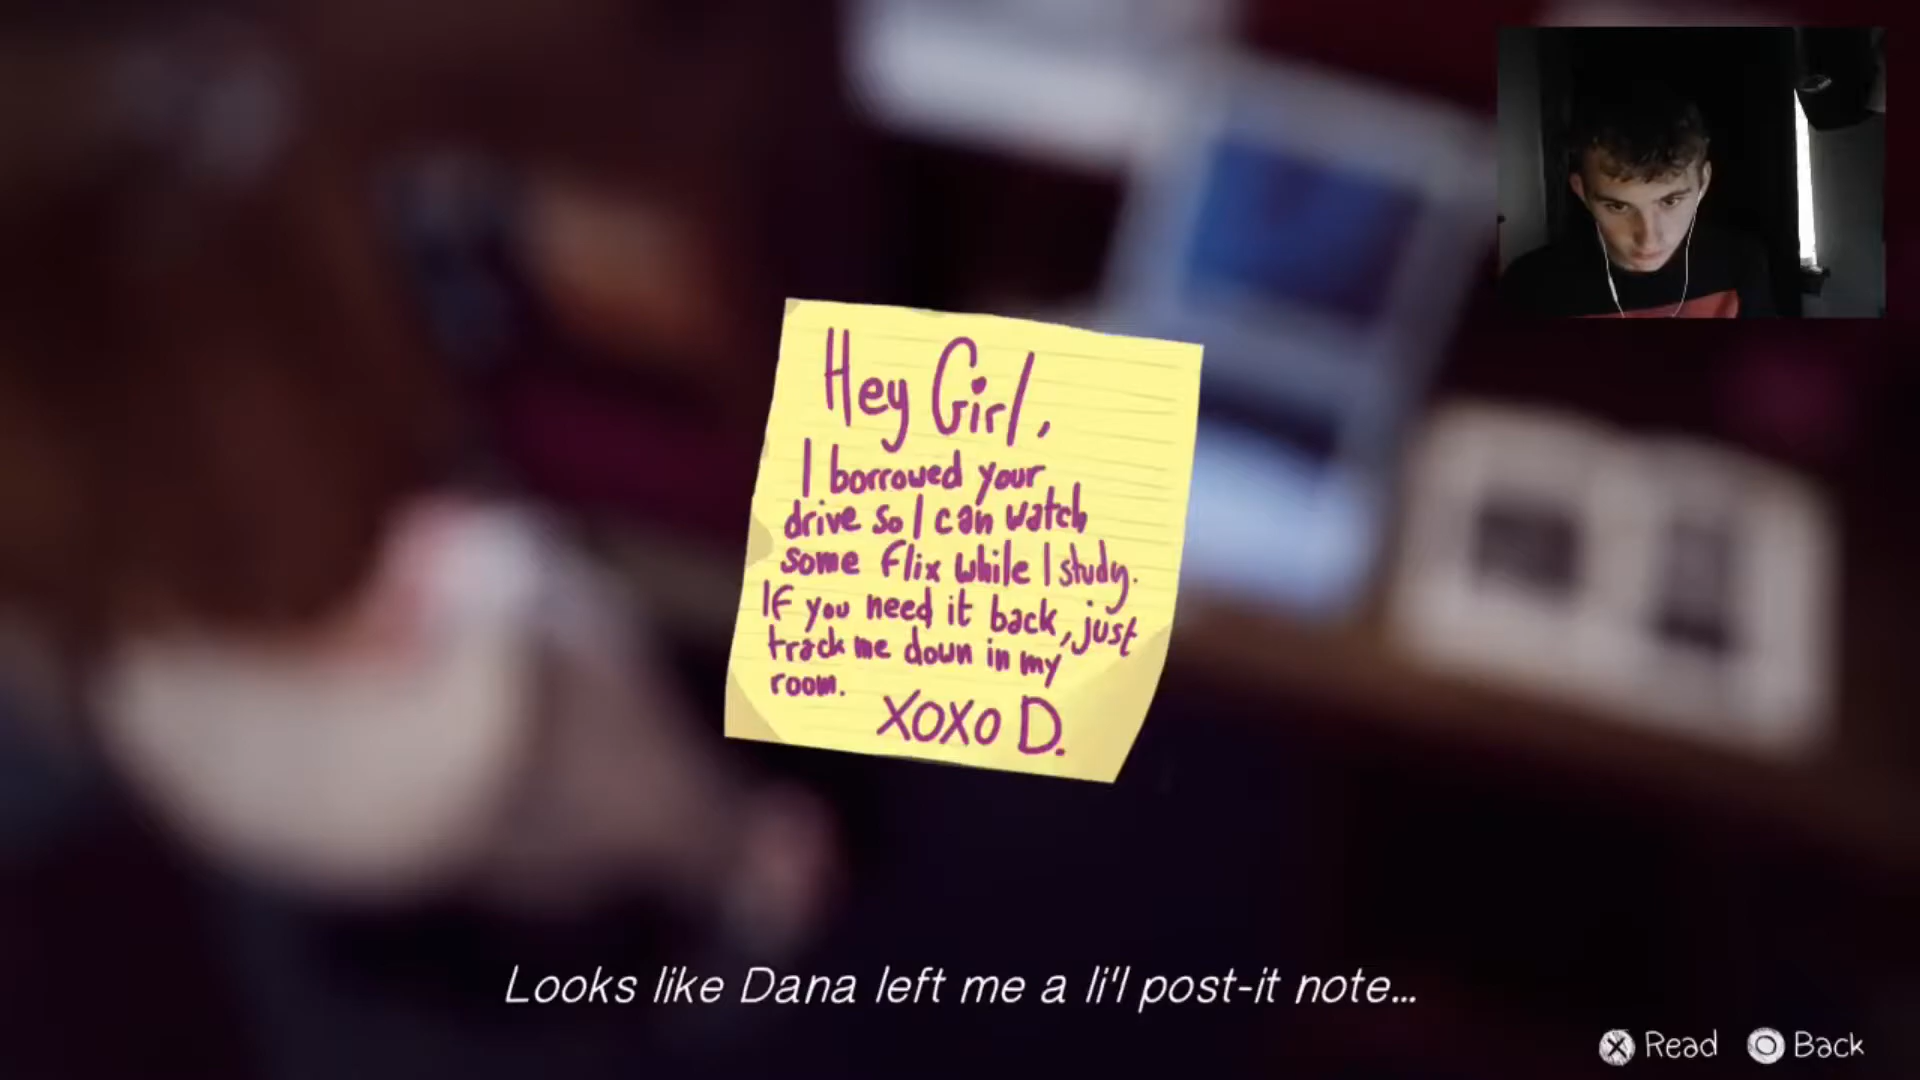 Hey Girl,
I borrowed your
drive so I can watch
some flix while I study.
If you need it back, just
track me down in my
room.
XOXO D.
Looks like Dana left me a li'l post-it note...
Read
Back